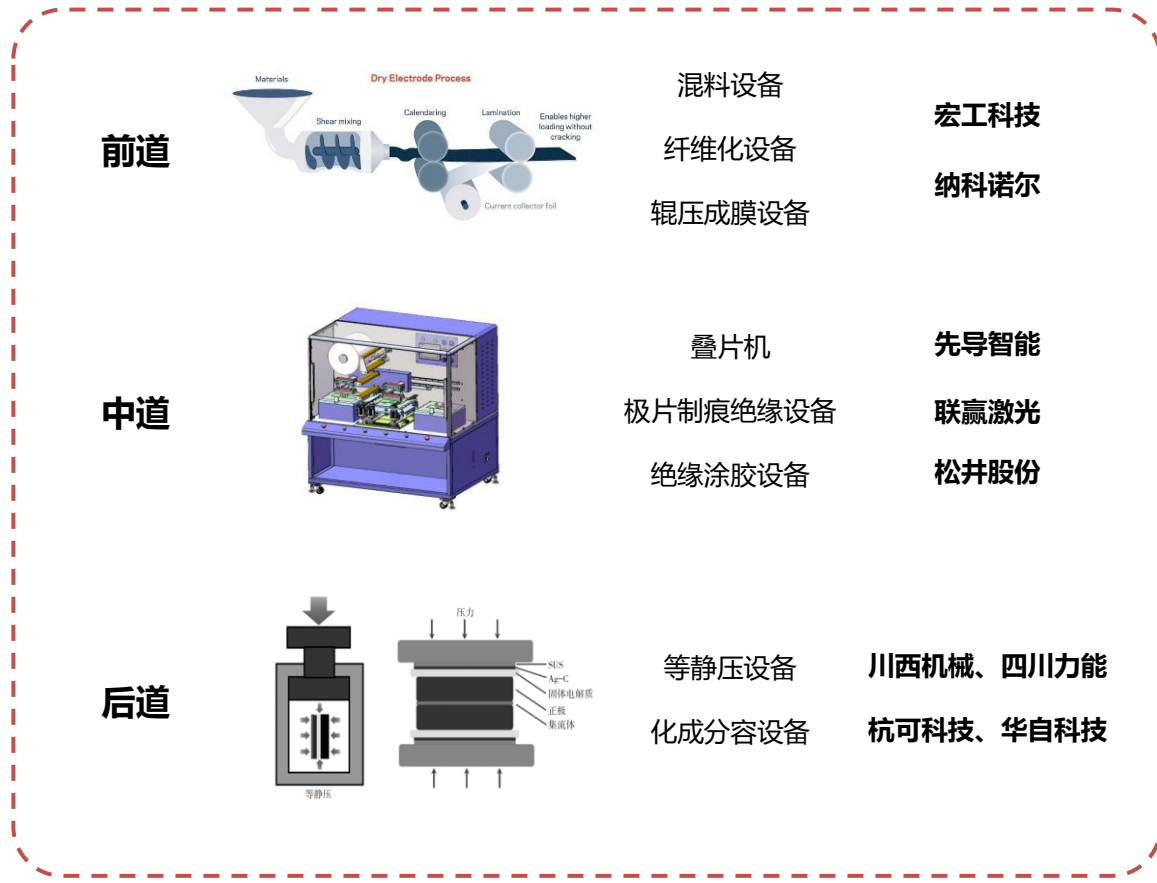 前道
Materials
Dry Electrode Process
Shear mixing
Calendaring
Lamination
Enables higher
loading without
cracking
Current collector foil
混料设备
纤维化设备
辊压成膜设备
宏工科技
纳科诺尔
中道
叠片机
极片制痕绝缘设备
绝缘涂胶设备
先导智能
联赢激光
松井股份
后道
等静压
压力
SUS
Ag-C
固体电解质
正极
集流体
等静压设备
化成分容设备
川西机械、四川力能
杭可科技、华自科技